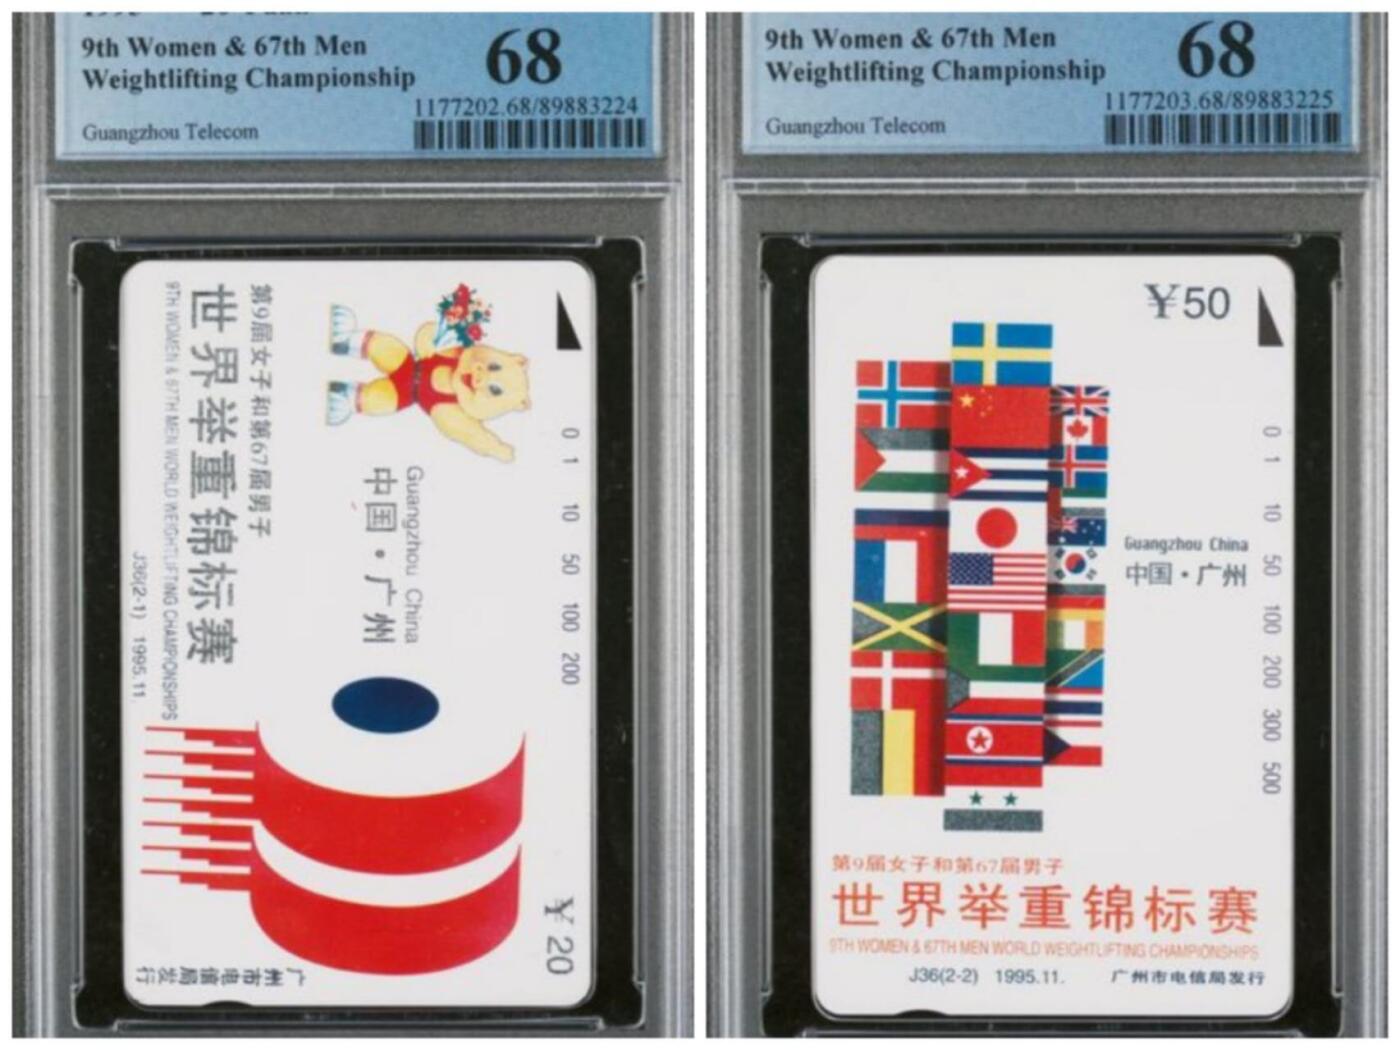 9th Women & 67th Men
Weightlifting Championship
68
1177202.68/89883224
Guangzhou Telecom
第9届女子和第67届男子
世界举重锦标赛
9TH WOMEN & 67TH MEN WORLD WEIGHTLIFTING CHAMPIONSHIPS
J36(2-1) 1995.11.
Guangzhou China
中国·广州
0 1 10 50 100 200
¥20
广州市电信局发行
9th Women & 67th Men
Weightlifting Championship
68
1177203.68/89883225
Guangzhou Telecom
¥50
0 1 10 50 100 200 300 500
Guangzhou China
中国·广州
第9届女子和第67届男子
世界举重锦标赛
9TH WOMEN & 67TH MEN WORLD WEIGHTLIFTING CHAMPIONSHIPS
J36(2-2) 1995.11. 广州市电信局发行